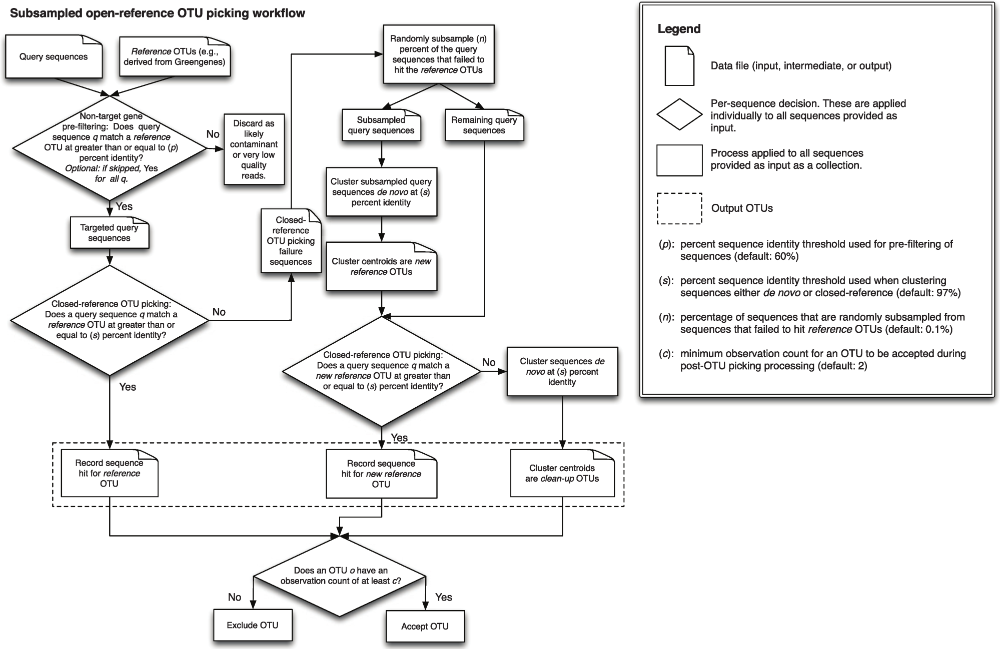 Subsampled open-reference OTU picking workflow
Query sequences
Reference OTUs (e.g.,
derived from Greengenes)
Non-target gene
pre-filtering: Does query
sequence q match a reference
OTU at greater than or equal to (p)
percent identity?
Optional: if skipped, Yes
for all q.
No
Discard as
likely
contaminant
or very low
quality
reads.
Yes
Targeted query
sequences
Closed-reference OTU picking:
Does a query sequence q match a
reference OTU at greater than or
equal to (s) percent identity?
No
Closed-
reference
OTU picking
failure
sequences
Yes
Randomly subsample (n)
percent of the query
sequences that failed to
hit the reference OTUs
Subsampled
query sequences
Remaining query
sequences
Cluster subsampled query
sequences de novo at (s)
percent identity
Cluster centroids are new
reference OTUs
Closed-reference OTU picking:
Does a query sequence q match a
new reference OTU at greater than
or equal to (s) percent identity?
No
Cluster sequences de
novo at (s) percent
identity
Yes
Record sequence
hit for reference
OTU
Record sequence
hit for new reference
OTU
Cluster centroids
are clean-up OTUs
Does an OTU o have an
observation count of at least c?
No
Yes
Exclude OTU
Accept OTU
Legend
Data file (input, intermediate, or output)
Per-sequence decision. These are applied
individually to all sequences provided as
input.
Process applied to all sequences
provided as input as a collection.
Output OTUs
(p): percent sequence identity threshold used for pre-filtering of
sequences (default: 60%)
(s): percent sequence identity threshold used when clustering
sequences either de novo or closed-reference (default: 97%)
(n): percentage of sequences that are randomly subsampled from
sequences that failed to hit reference OTUs (default: 0.1%)
(c): minimum observation count for an OTU to be accepted during
post-OTU picking processing (default: 2)